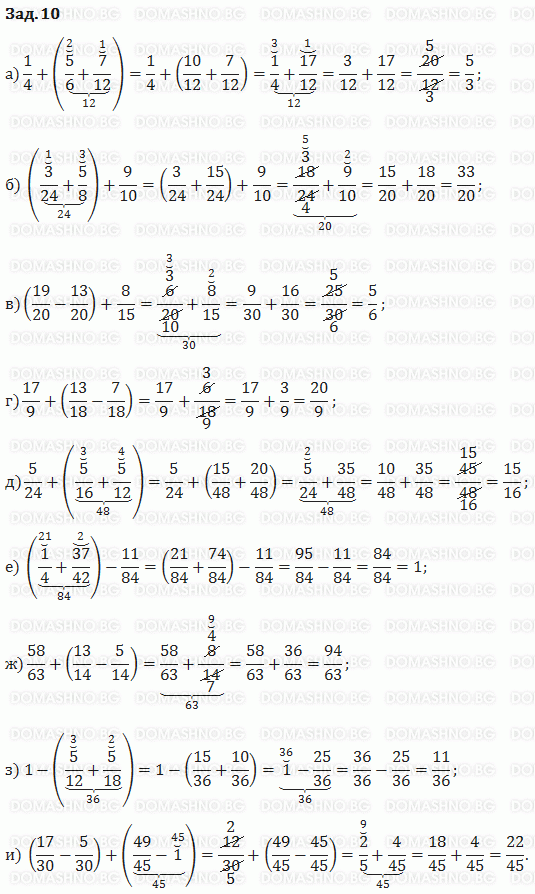 Зад. 10
а) 1/4 + (5/6 + 7/12) = 1/4 + (10/12 + 7/12) = 1/4 + 17/12 = 3/12 + 17/12 = 20/12 = 5/3;
б) (3/24 + 5/8) + 9/10 = (3/24 + 15/24) + 9/10 = 18/24 + 9/10 = 15/20 + 18/20 = 33/20;
в) (19/20 − 13/20) + 8/15 = 6/20 + 8/15 = 9/30 + 16/30 = 25/30 = 5/6;
г) 17/9 + (13/18 − 7/18) = 17/9 + 6/18 = 17/9 + 3/9 = 20/9;
д) 5/24 + (5/16 + 5/12) = 5/24 + (15/48 + 20/48) = 5/24 + 35/48 = 10/48 + 35/48 = 45/48 = 15/16;
е) (1/4 + 37/42) − 11/84 = (21/84 + 74/84) − 11/84 = 95/84 − 11/84 = 84/84 = 1;
ж) 58/63 + (13/14 − 5/14) = 58/63 + 8/14 = 58/63 + 36/63 = 94/63;
з) 1 − (5/12 + 5/18) = 1 − (15/36 + 10/36) = 1 − 25/36 = 36/36 − 25/36 = 11/36;
и) (17/30 − 5/30) + (49/45 − 1) = 12/30 + (49/45 − 45/45) = 2/5 + 4/45 = 18/45 + 4/45 = 22/45.